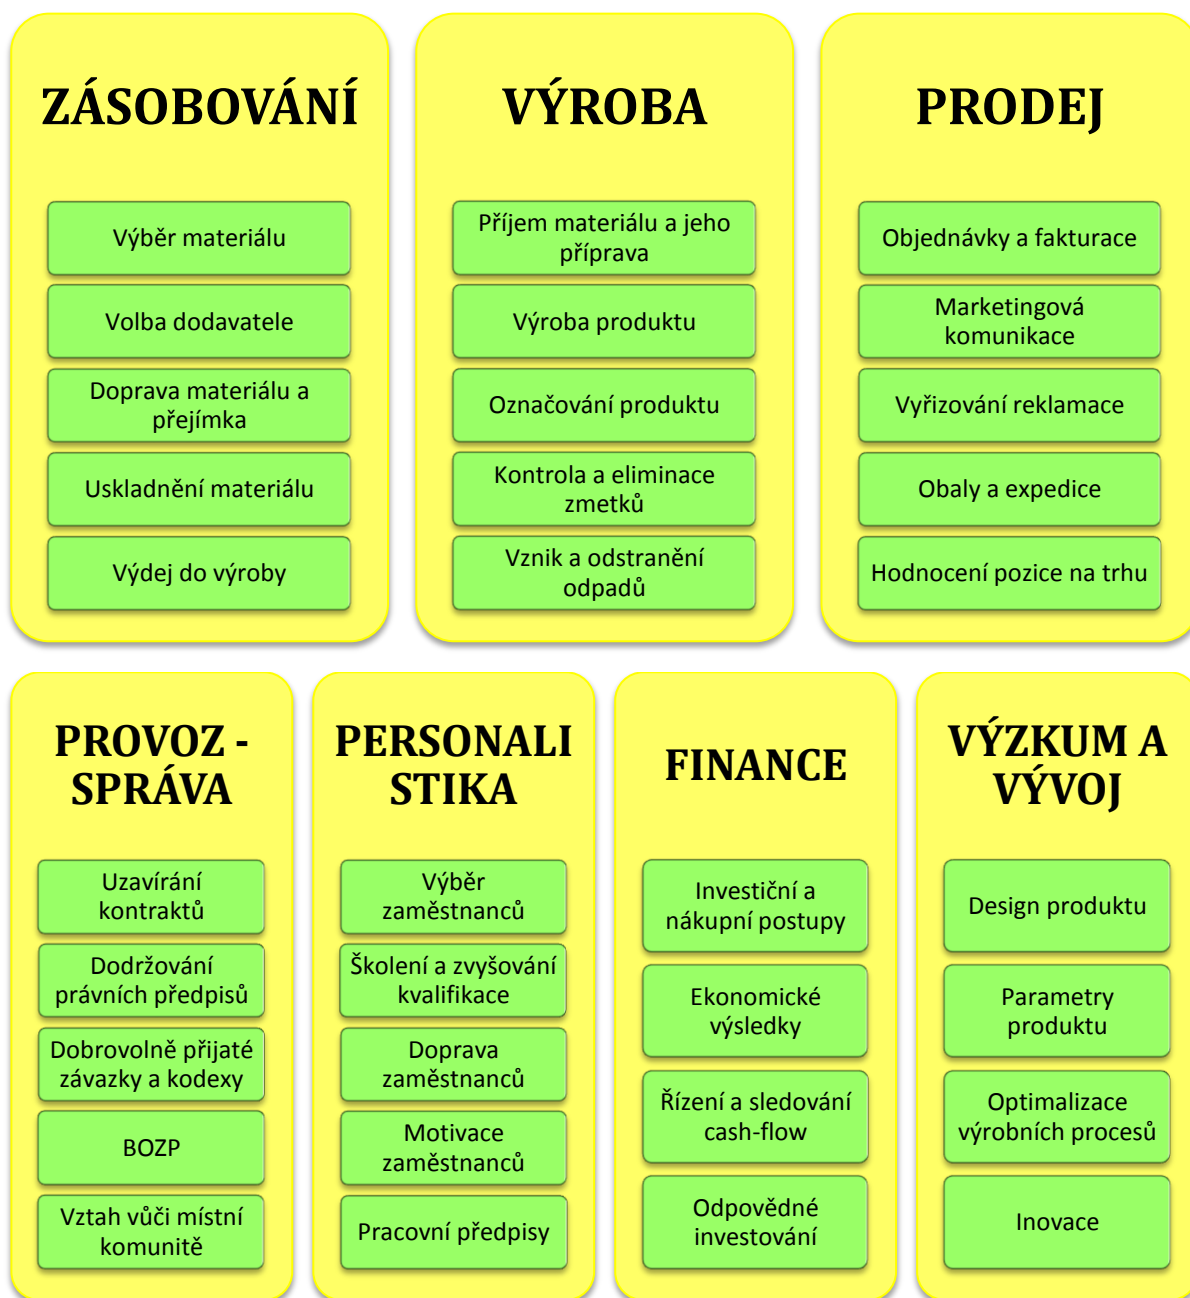 ZÁSOBOVÁNÍ
Výběr materiálu
Volba dodavatele
Doprava materiálu a
přejímka
Uskladnění materiálu
Výdej do výroby
VÝROBA
Příjem materiálu a jeho
příprava
Výroba produktu
Označování produktu
Kontrola a eliminace
zmetků
Vznik a odstranění
odpadů
PRODEJ
Objednávky a fakturace
Marketingová
komunikace
Vyřizování reklamace
Obaly a expedice
Hodnocení pozice na trhu
PROVOZ -
SPRÁVA
Uzavírání
kontraktů
Dodržování
právních předpisů
Dobrovolně přijaté
závazky a kodexy
BOZP
Vztah vůči místní
komunitě
PERSONALI
STIKA
Výběr
zaměstnanců
Školení a zvyšování
kvalifikace
Doprava
zaměstnanců
Motivace
zaměstnanců
Pracovní předpisy
FINANCE
Investiční a
nákupní postupy
Ekonomické
výsledky
Řízení a sledování
cash-flow
Odpovědné
investování
VÝZKUM A
VÝVOJ
Design produktu
Parametry
produktu
Optimalizace
výrobních procesů
Inovace